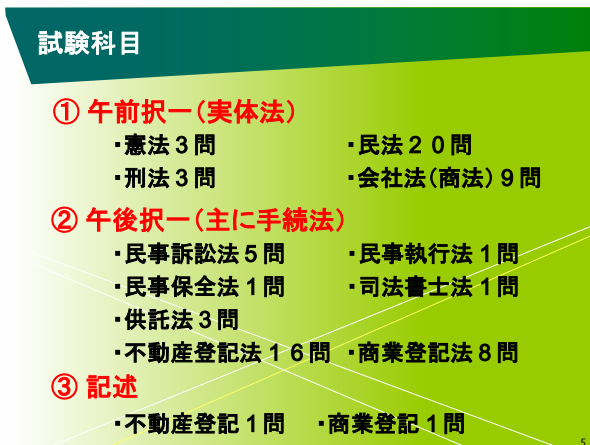 試験科目
① 午前択一（実体法）
・憲法３問　・民法２０問
・刑法３問　・会社法（商法）９問
② 午後択一（主に手続法）
・民事訴訟法５問　・民事執行法１問
・民事保全法１問　・司法書士法１問
・供託法３問
・不動産登記法１６問　・商業登記法８問
③ 記述
・不動産登記１問　・商業登記１問
5